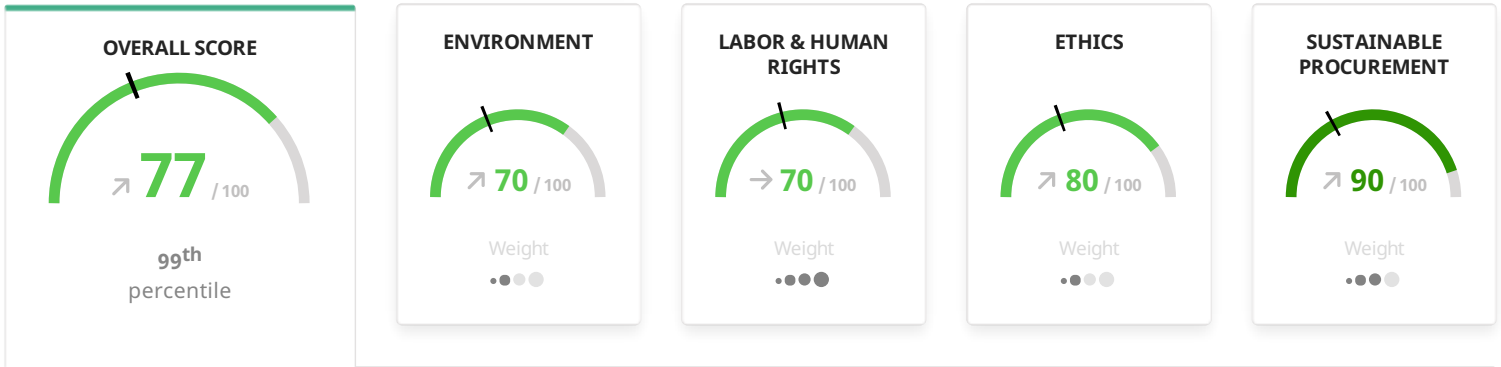 OVERALL SCORE
77 / 100
99th
percentile
ENVIRONMENT
70 / 100
Weight
LABOR & HUMAN
RIGHTS
70 / 100
Weight
ETHICS
80 / 100
Weight
SUSTAINABLE
PROCUREMENT
90 / 100
Weight